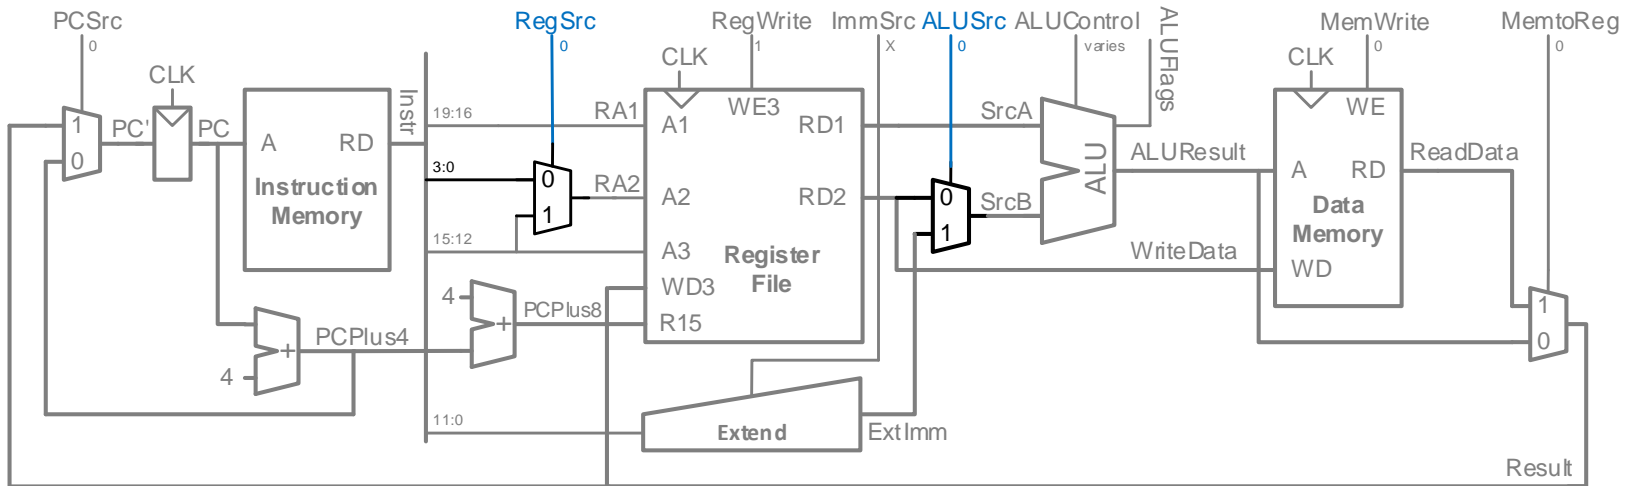 PCSrc
0
RegSrc
0
RegWrite
1
ImmSrc
X
ALUSrc
0
ALUControl
varies
ALUFlags
MemWrite
0
MemtoReg
0
CLK
1
0
PC'
PC
A
RD
Instruction
Memory
Instr
19:16
3:0
15:12
11:0
0
1
RA1
RA2
CLK
WE3
A1
A2
A3
WD3
R15
RD1
RD2
Register
File
4
+
PCPlus8
PCPlus4
+
4
Extend
ExtImm
0
1
SrcA
SrcB
ALU
ALUResult
WriteData
CLK
WE
A
RD
Data
Memory
WD
ReadData
1
0
Result